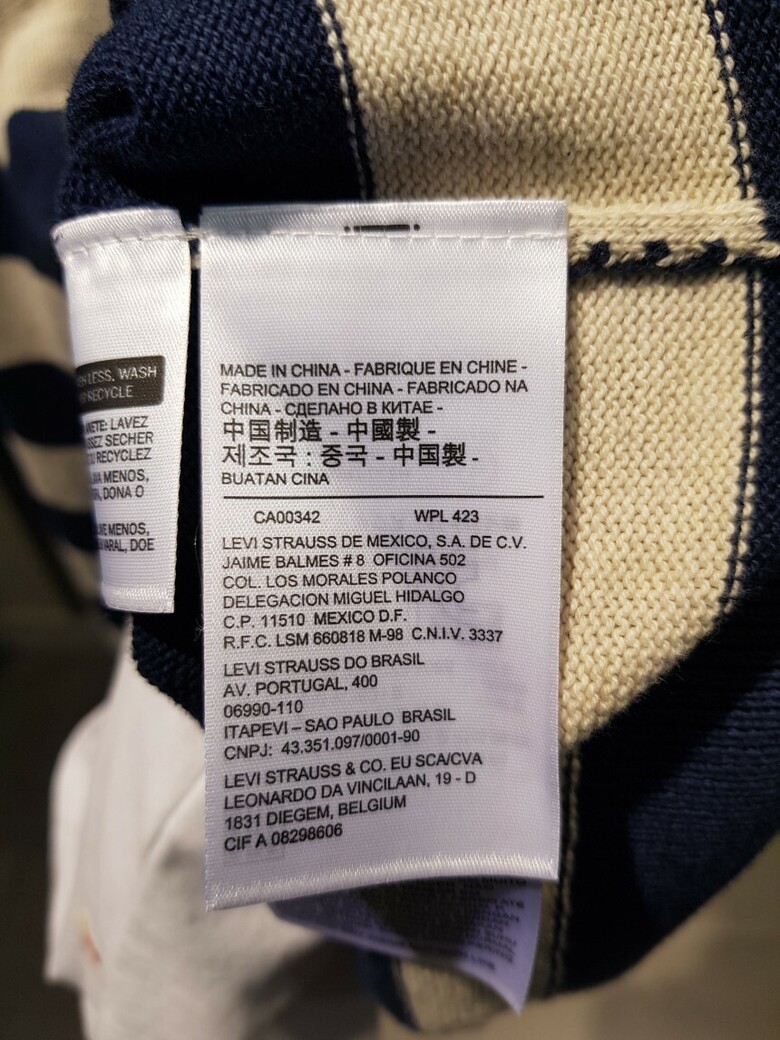 LESS, WASH
RECYCLE
LAVEZ
SECHER
RECYCLEZ
MENOS,
DONA O
MENOS,
VARAL, DOE
MADE IN CHINA - FABRIQUE EN CHINE -
FABRICADO EN CHINA - FABRICADO NA
CHINA - СДЕЛАНО В КИТАЕ -
中国制造 - 中國製 -
제조국 : 중국 - 中国製 -
BUATAN CINA
CA00342 WPL 423
LEVI STRAUSS DE MEXICO, S.A. DE C.V.
JAIME BALMES # 8 OFICINA 502
COL. LOS MORALES POLANCO
DELEGACION MIGUEL HIDALGO
C.P. 11510 MEXICO D.F.
R.F.C. LSM 660818 M-98 C.N.I.V. 3337
LEVI STRAUSS DO BRASIL
AV. PORTUGAL, 400
06990-110
ITAPEVI – SAO PAULO BRASIL
CNPJ: 43.351.097/0001-90
LEVI STRAUSS & CO. EU SCA/CVA
LEONARDO DA VINCILAAN, 19 - D
1831 DIEGEM, BELGIUM
CIF A 08298606